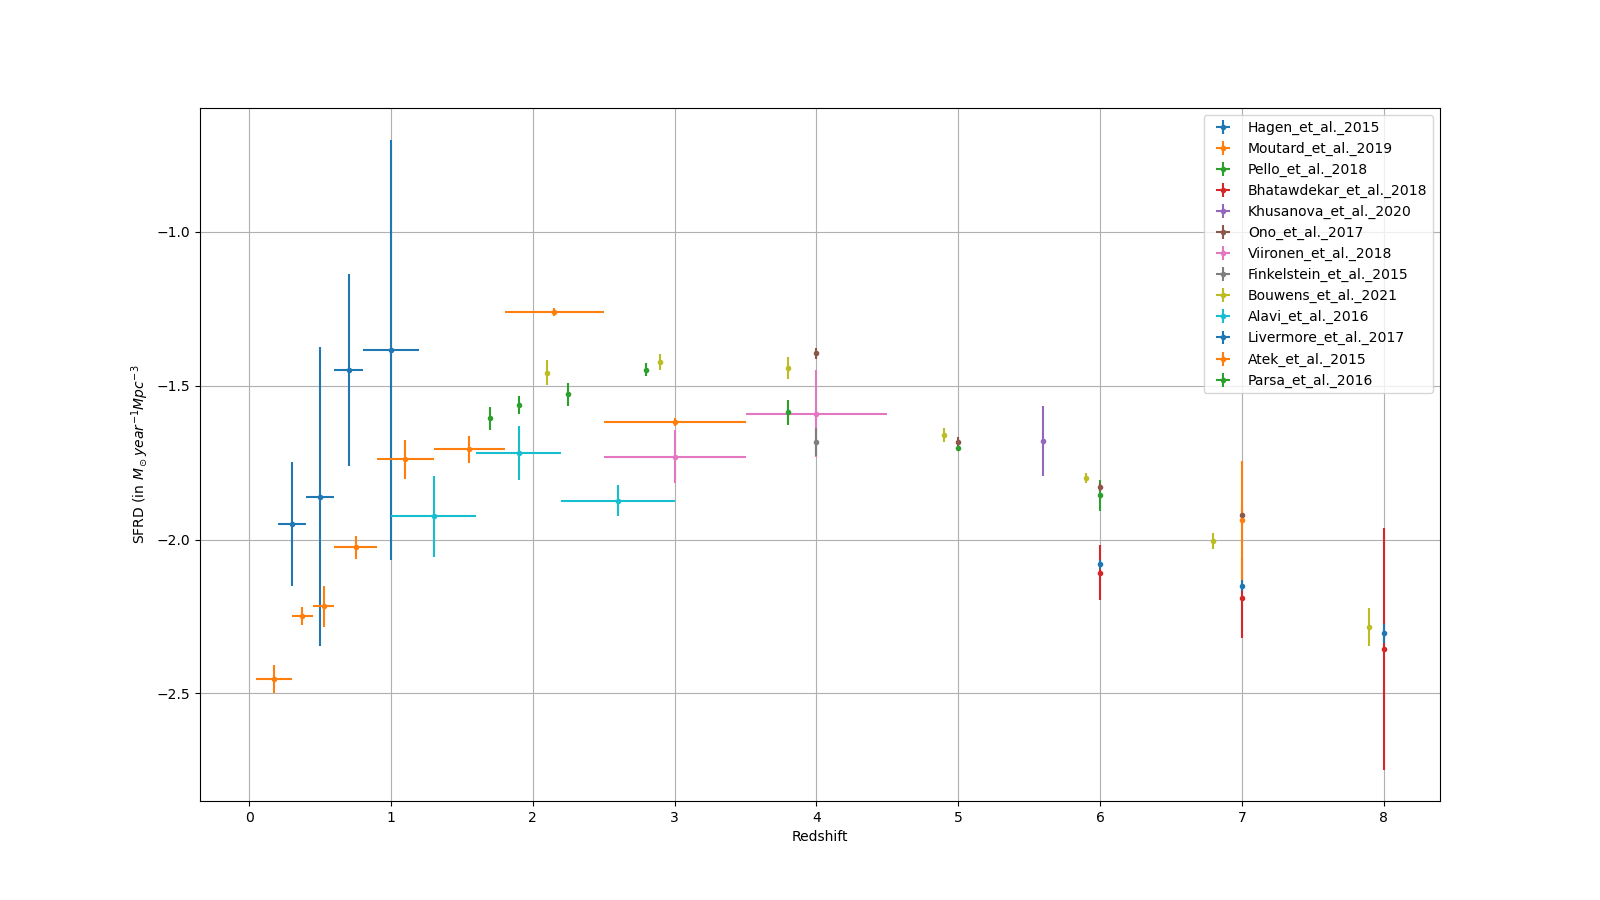 Hagen_et_al._2015
Moutard_et_al._2019
Pello_et_al._2018
Bhatawdekar_et_al._2018
Khusanova_et_al._2020
Ono_et_al._2017
Viironen_et_al._2018
Finkelstein_et_al._2015
Bouwens_et_al._2021
Alavi_et_al._2016
Livermore_et_al._2017
Atek_et_al._2015
Parsa_et_al._2016
−1.0
−1.5
−2.0
−2.5
SFRD (in M⊙ year⁻¹Mpc⁻³
0 1 2 3 4 5 6 7 8
Redshift